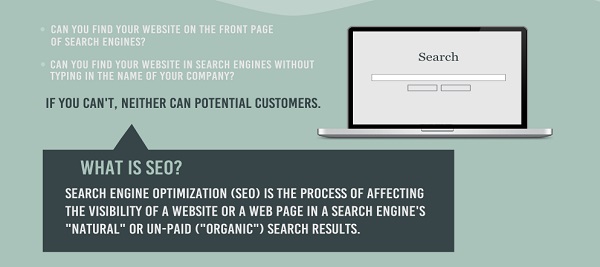 CAN YOU FIND YOUR WEBSITE ON THE FRONT PAGE
OF SEARCH ENGINES?
CAN YOU FIND YOUR WEBSITE IN SEARCH ENGINES WITHOUT
TYPING IN THE NAME OF YOUR COMPANY?
IF YOU CAN'T, NEITHER CAN POTENTIAL CUSTOMERS.
Search
WHAT IS SEO?
SEARCH ENGINE OPTIMIZATION (SEO) IS THE PROCESS OF AFFECTING
THE VISIBILITY OF A WEBSITE OR A WEB PAGE IN A SEARCH ENGINE'S
"NATURAL" OR UN-PAID ("ORGANIC") SEARCH RESULTS.